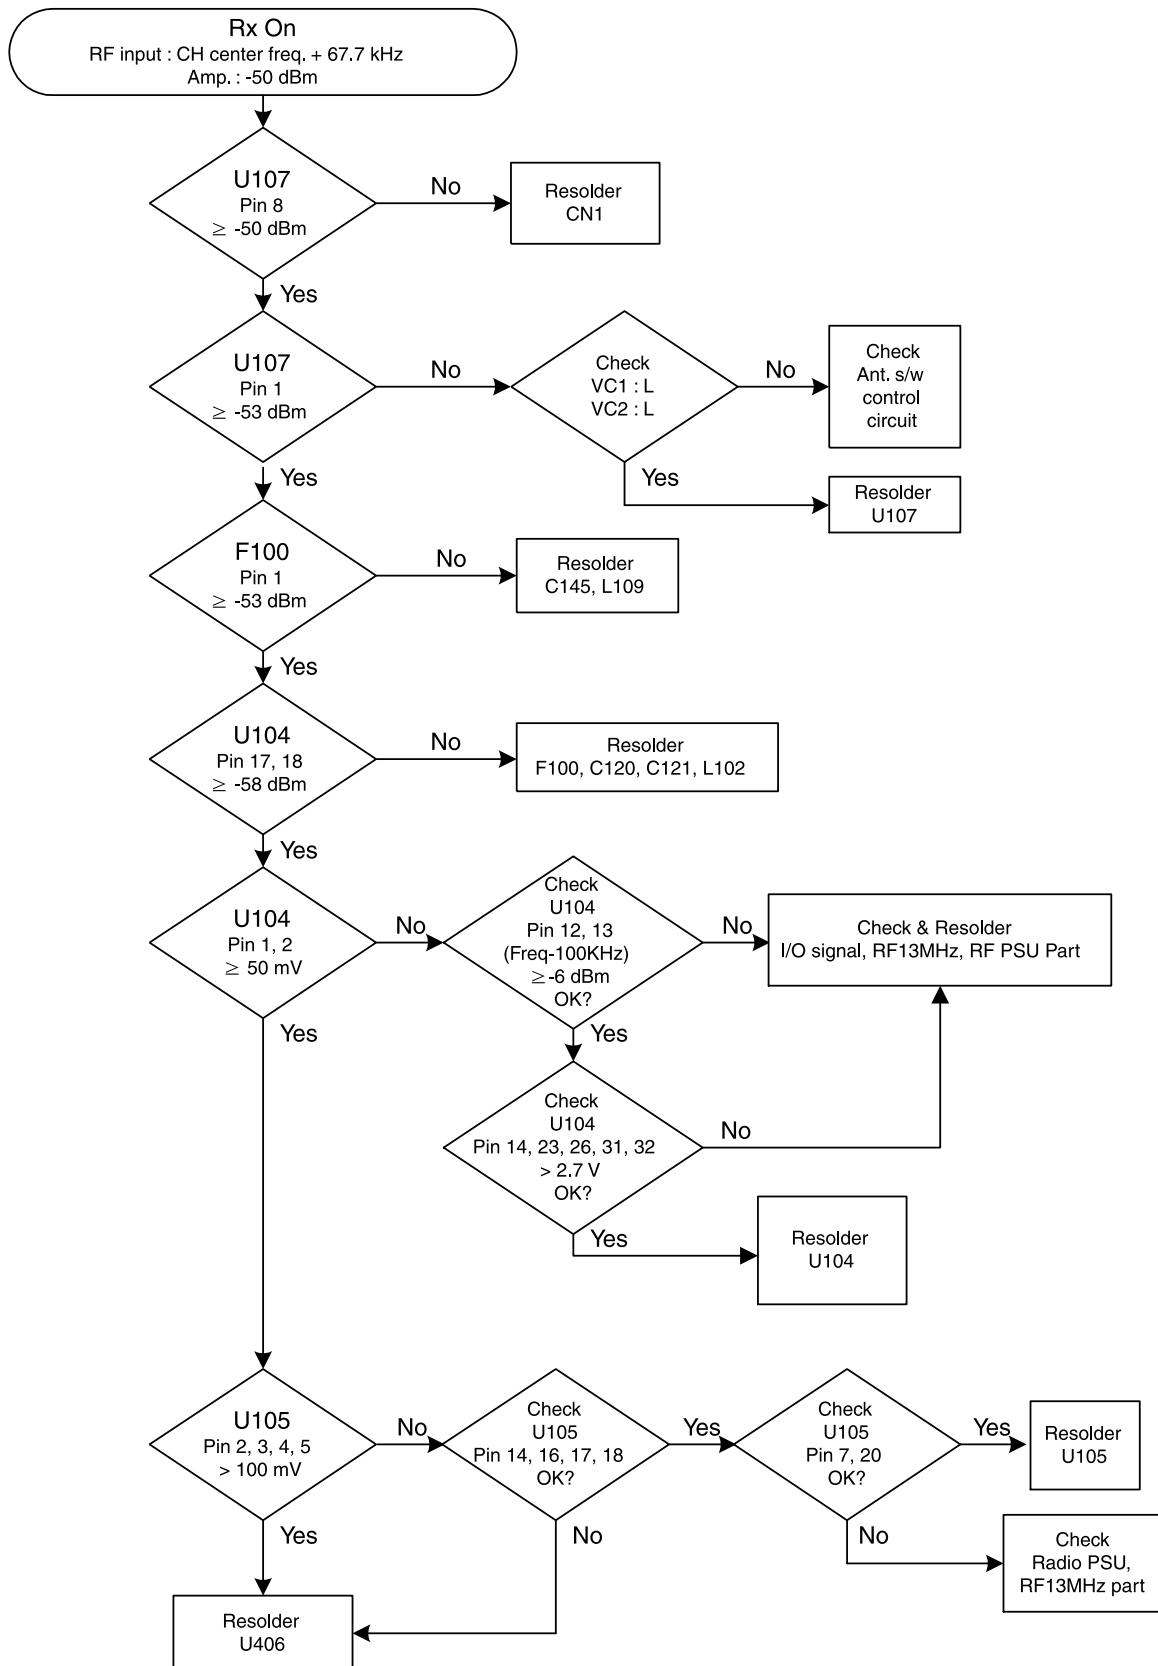 Rx On
RF input : CH center freq. + 67.7 kHz
Amp. : -50 dBm
U107
Pin 8
≥ -50 dBm
No
Resolder
CN1
Yes
U107
Pin 1
≥ -53 dBm
No
Check
VC1 : L
VC2 : L
No
Check
Ant. s/w
control
circuit
Yes
Resolder
U107
Yes
F100
Pin 1
≥ -53 dBm
No
Resolder
C145, L109
Yes
U104
Pin 17, 18
≥ -58 dBm
No
Resolder
F100, C120, C121, L102
Yes
U104
Pin 1, 2
≥ 50 mV
No
Check
U104
Pin 12, 13
(Freq-100KHz)
≥ -6 dBm
OK?
No
Check & Resolder
I/O signal, RF13MHz, RF PSU Part
Yes
Yes
Check
U104
Pin 14, 23, 26, 31, 32
> 2.7 V
OK?
No
Yes
Resolder
U104
U105
Pin 2, 3, 4, 5
> 100 mV
No
Check
U105
Pin 14, 16, 17, 18
OK?
Yes
Check
U105
Pin 7, 20
OK?
Yes
Resolder
U105
Yes
No
No
Check
Radio PSU,
RF13MHz part
Resolder
U406